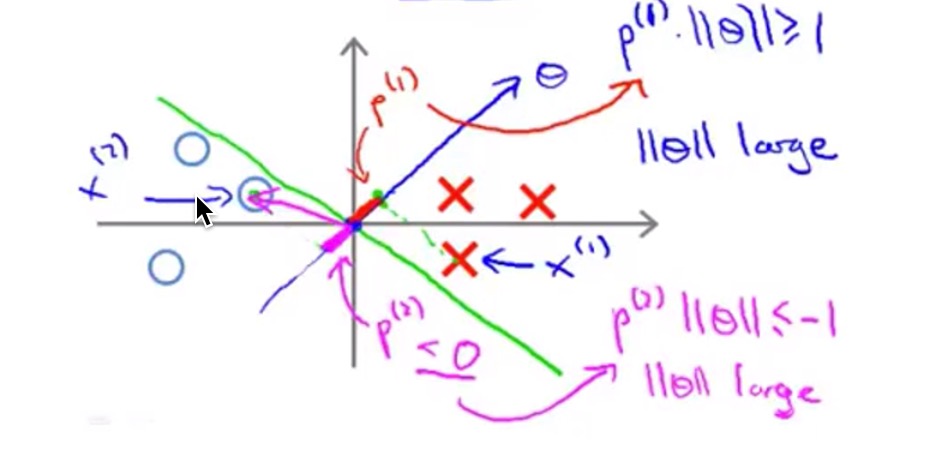 p^(1) · ||θ|| ≥ 1
θ
p^(1)
||θ|| large
x^(2)
x^(1)
p^(2) ||θ|| ≤ -1
p^(2) < 0
||θ|| large